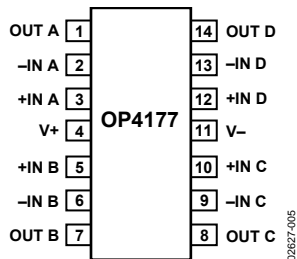 OUT A 1 14 OUT D
–IN A 2 13 –IN D
+IN A 3 12 +IN D
V+ 4 OP4177 11 V–
+IN B 5 10 +IN C
–IN B 6 9 –IN C
OUT B 7 8 OUT C
02627-005